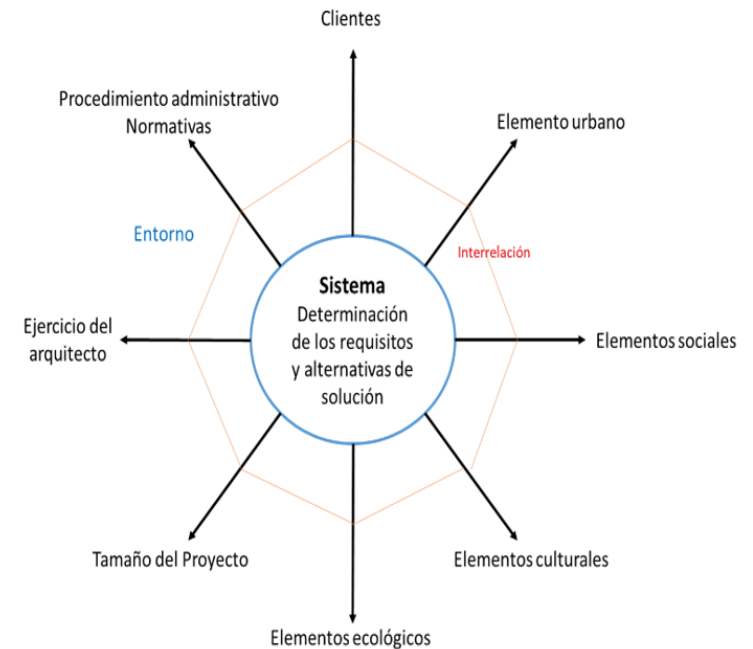 Clientes
Procedimiento administrativo
Normativas
Elemento urbano
Entorno
Interrelación
Sistema
Determinación
de los requisitos
y alternativas de
solución
Ejercicio del
arquitecto
Elementos sociales
Tamaño del Proyecto
Elementos culturales
Elementos ecológicos